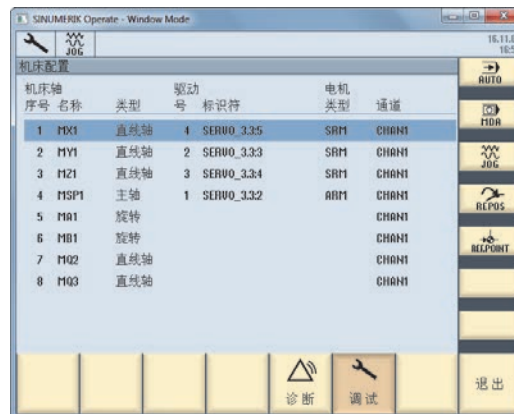 SINUMERIK Operate - Window Mode
JOG
机床配置
AUTO
机床轴 驱动 电机
序号 名称 类型 号 标识符 类型 通道
MDA
1 MX1 直线轴 4 SERVO_3.3:5 SRM CHAN1
2 MY1 直线轴 2 SERVO_3.3:3 SRM CHAN1
JOG
3 MZ1 直线轴 3 SERVO_3.3:4 SRM CHAN1
4 MSP1 主轴 1 SERVO_3.3:2 ARM CHAN1
REPOS
5 MA1 旋转 CHAN1
6 MB1 旋转 CHAN1
REFPOINT
7 MQ2 直线轴 CHAN1
8 MQ3 直线轴 CHAN1
诊断 调试 退出